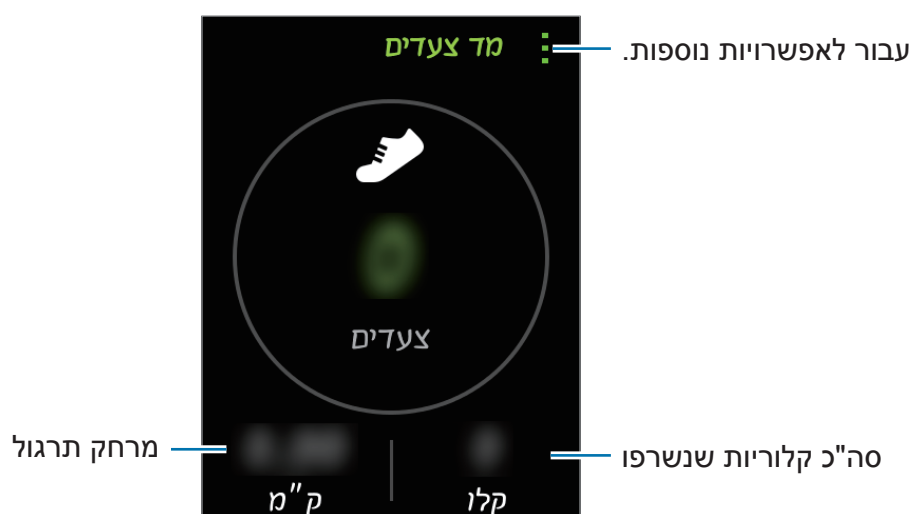 מד צעדים
עבור לאפשרויות נוספות.
צעדים
סה"כ קלוריות שנשרפו
מרחק תרגול
קלו
ק"מ